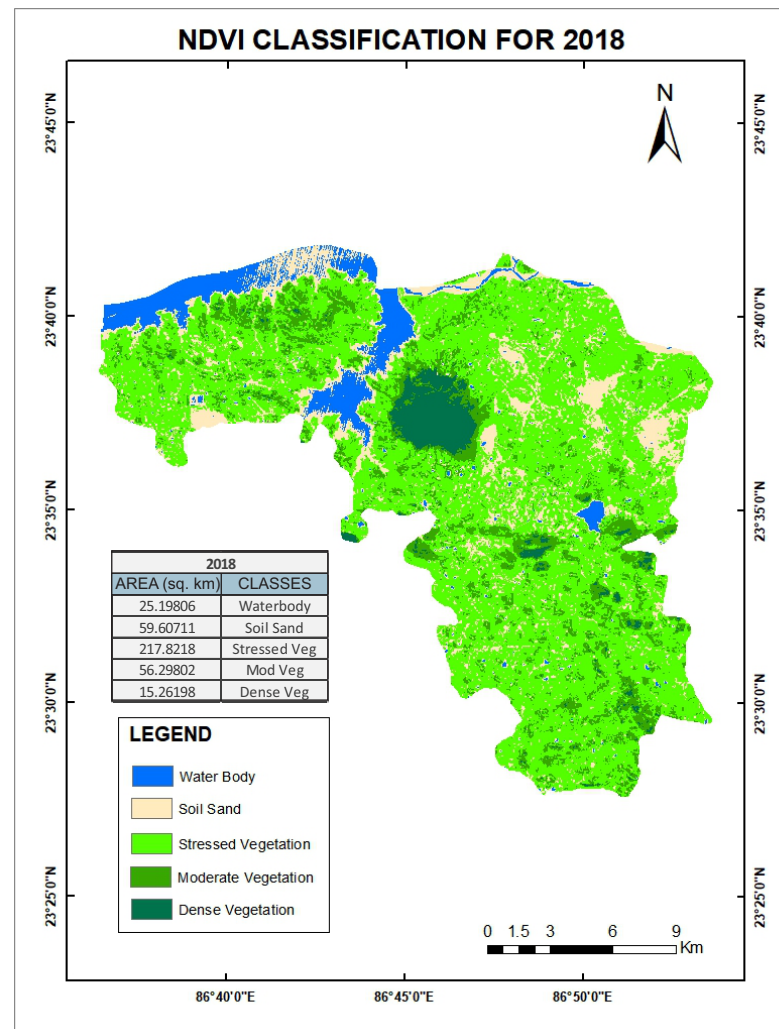 NDVI CLASSIFICATION FOR 2018
N
23°45'0"N
23°45'0"N
23°40'0"N
23°40'0"N
23°35'0"N
23°35'0"N
2018
AREA (sq. km) CLASSES
25.19806 Waterbody
59.60711 Soil Sand
217.8218 Stressed Veg
56.29802 Mod Veg
15.26198 Dense Veg
23°30'0"N
23°30'0"N
LEGEND
Water Body
Soil Sand
Stressed Vegetation
Moderate Vegetation
Dense Vegetation
23°25'0"N
23°25'0"N
0 1.5 3 6 9
Km
86°40'0"E 86°45'0"E 86°50'0"E